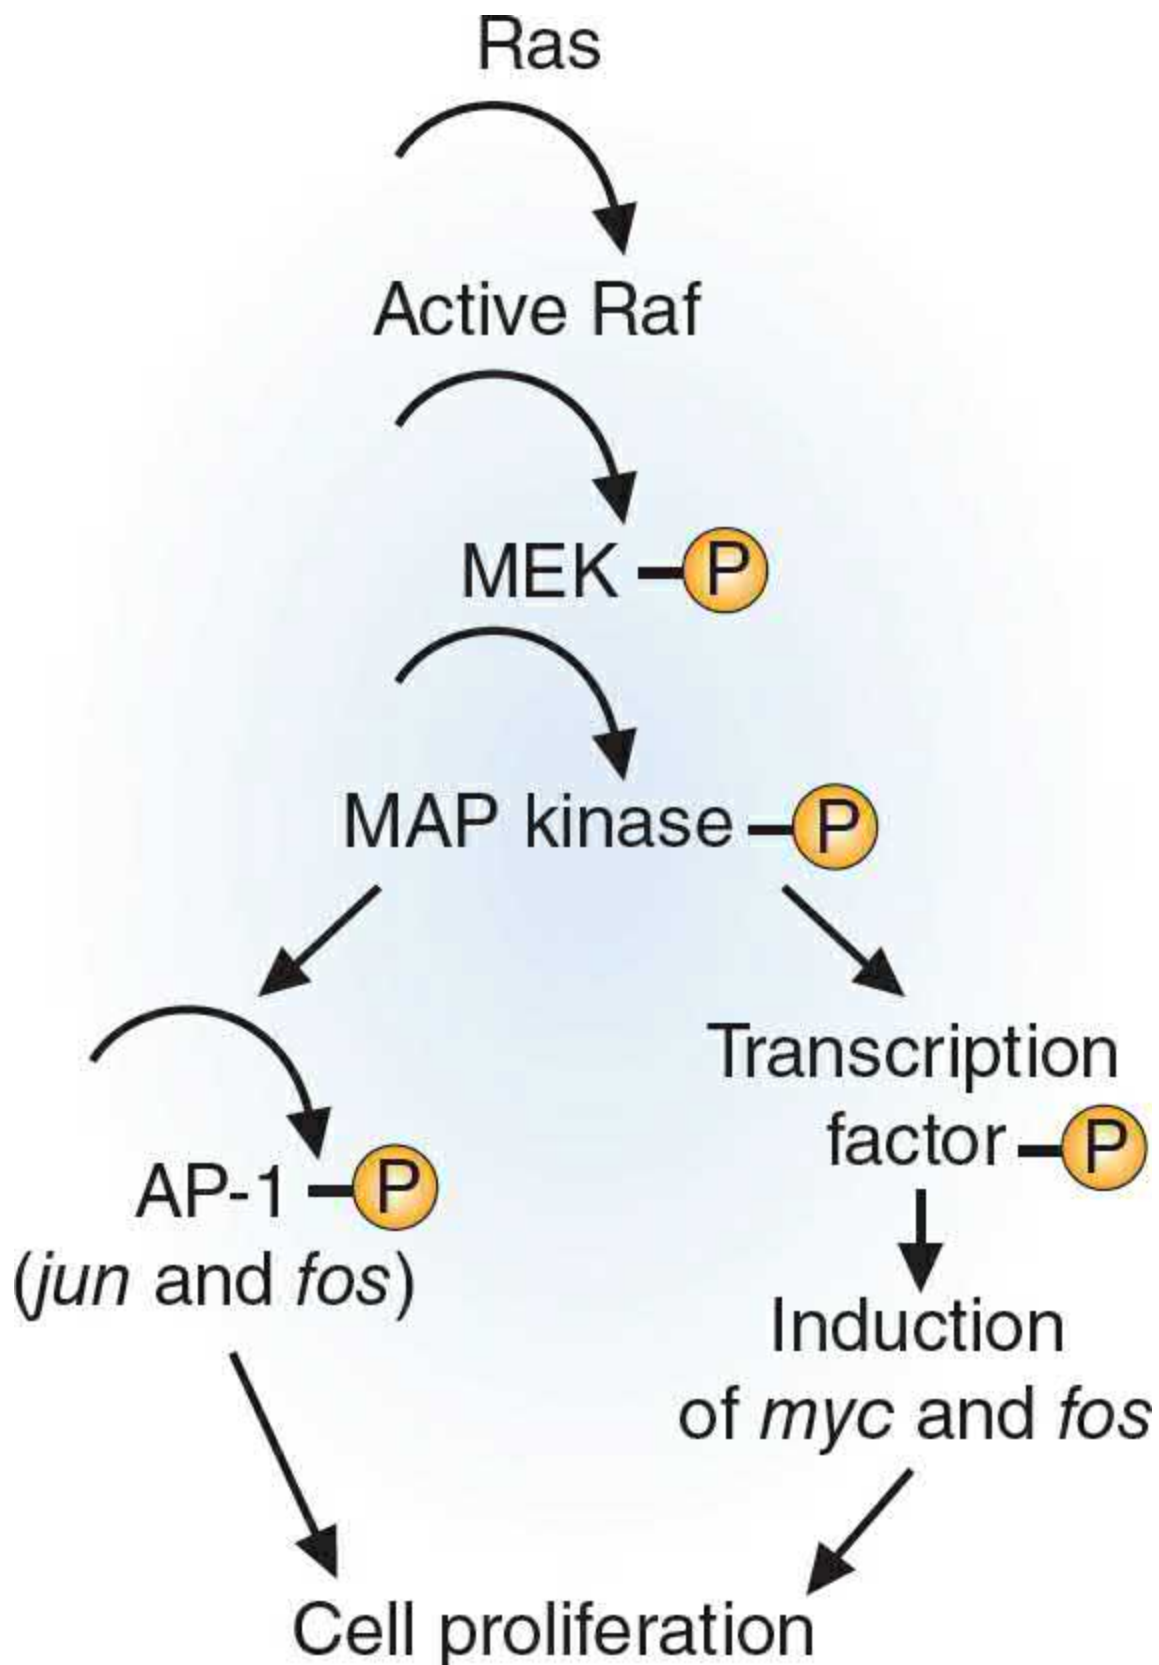 Ras
Active Raf
MEK P
MAP kinase P
AP-1 P
(jun and fos)
Transcription
factor P
Induction
of myc and fos
Cell proliferation